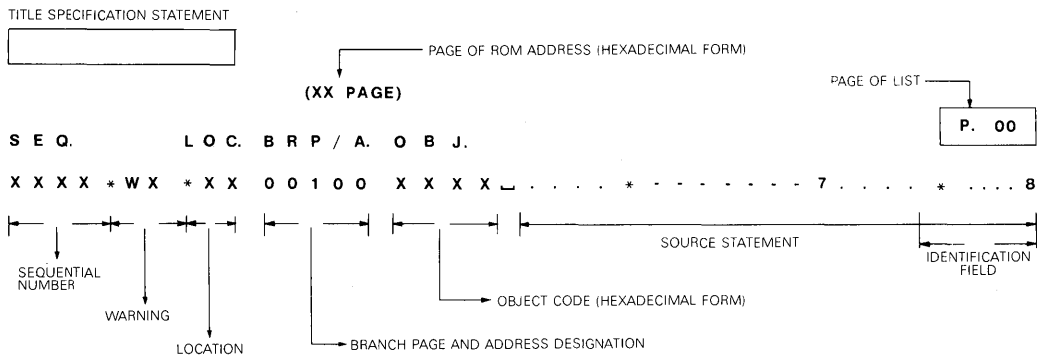 TITLE SPECIFICATION STATEMENT
PAGE OF ROM ADDRESS (HEXADECIMAL FORM)
(XX PAGE)
PAGE OF LIST
P. 00
S E Q. L O C. B R P / A. O B J.
X X X X * W X * X X 0 0 1 0 0 X X X X ⎵ . . . . * - - - - - - - 7 . . . . * . . . . 8
SOURCE STATEMENT
IDENTIFICATION
FIELD
SEQUENTIAL
NUMBER
OBJECT CODE (HEXADECIMAL FORM)
WARNING
BRANCH PAGE AND ADDRESS DESIGNATION
LOCATION